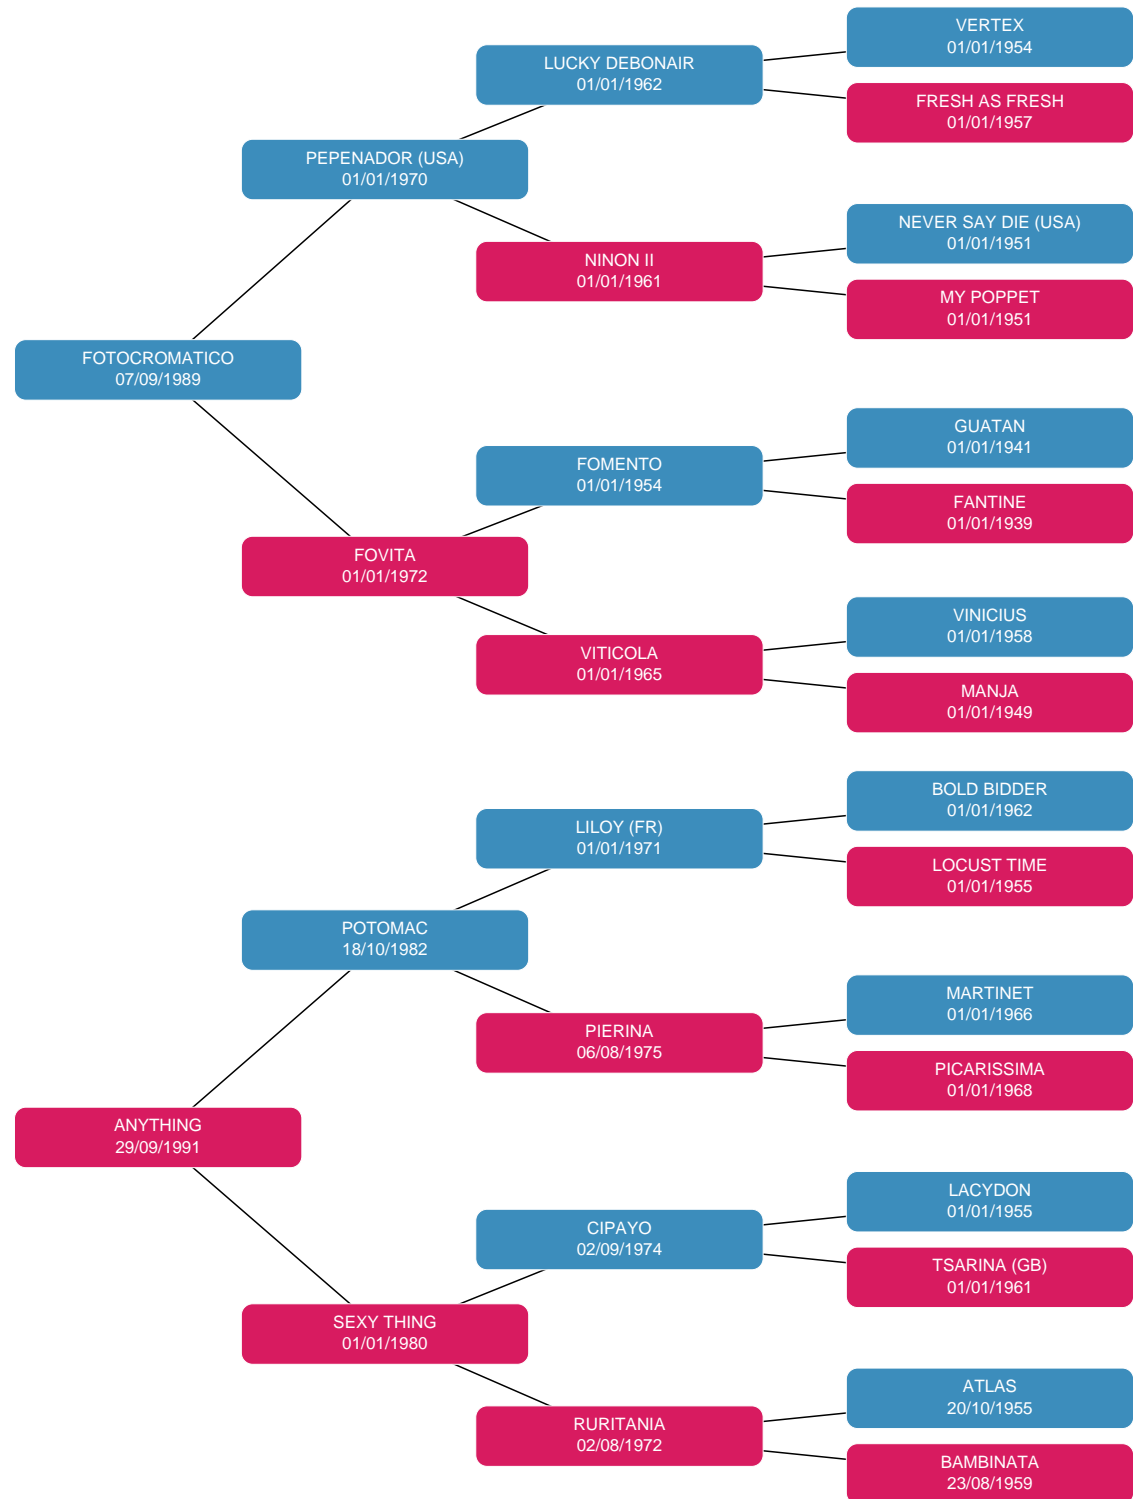 VERTEX
01/01/1954
LUCKY DEBONAIR
01/01/1962
FRESH AS FRESH
01/01/1957
PEPENADOR (USA)
01/01/1970
NEVER SAY DIE (USA)
01/01/1951
NINON II
01/01/1961
MY POPPET
01/01/1951
FOTOCROMATICO
07/09/1989
GUATAN
01/01/1941
FOMENTO
01/01/1954
FANTINE
01/01/1939
FOVITA
01/01/1972
VINICIUS
01/01/1958
VITICOLA
01/01/1965
MANJA
01/01/1949
BOLD BIDDER
01/01/1962
LILOY (FR)
01/01/1971
LOCUST TIME
01/01/1955
POTOMAC
18/10/1982
MARTINET
01/01/1966
PIERINA
06/08/1975
PICARISSIMA
01/01/1968
ANYTHING
29/09/1991
LACYDON
01/01/1955
CIPAYO
02/09/1974
TSARINA (GB)
01/01/1961
SEXY THING
01/01/1980
ATLAS
20/10/1955
RURITANIA
02/08/1972
BAMBINATA
23/08/1959